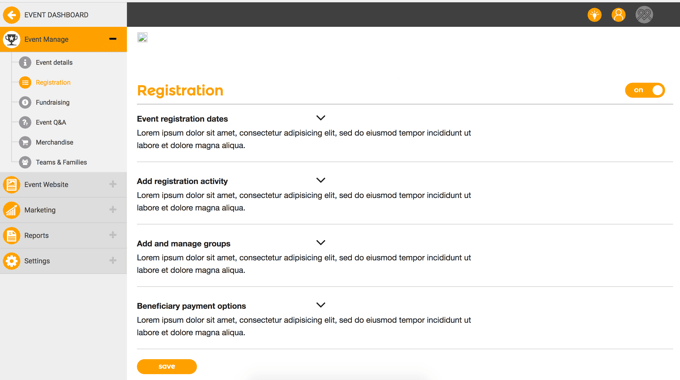 EVENT DASHBOARD
Event Manage
Event details
Registration
Fundraising
Event Q&A
Merchandise
Teams & Families
Event Website
Marketing
Reports
Settings
Registration
on
Event registration dates
Lorem ipsum dolor sit amet, consectetur adipisicing elit, sed do eiusmod tempor incididunt ut
labore et dolore magna aliqua.
Add registration activity
Lorem ipsum dolor sit amet, consectetur adipisicing elit, sed do eiusmod tempor incididunt ut
labore et dolore magna aliqua.
Add and manage groups
Lorem ipsum dolor sit amet, consectetur adipisicing elit, sed do eiusmod tempor incididunt ut
labore et dolore magna aliqua.
Beneficiary payment options
Lorem ipsum dolor sit amet, consectetur adipisicing elit, sed do eiusmod tempor incididunt ut
labore et dolore magna aliqua.
save